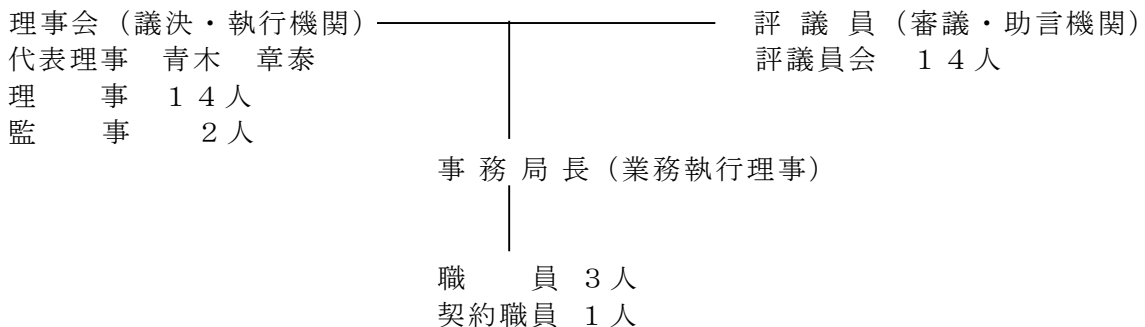 理事会（議決・執行機関）
代表理事　青木　章泰
理　　事　１４人
監　　事　　２人
評 議 員（審議・助言機関）
評議員会　１４人
事 務 局 長（業務執行理事）
職　　員　３人
契約職員　１人